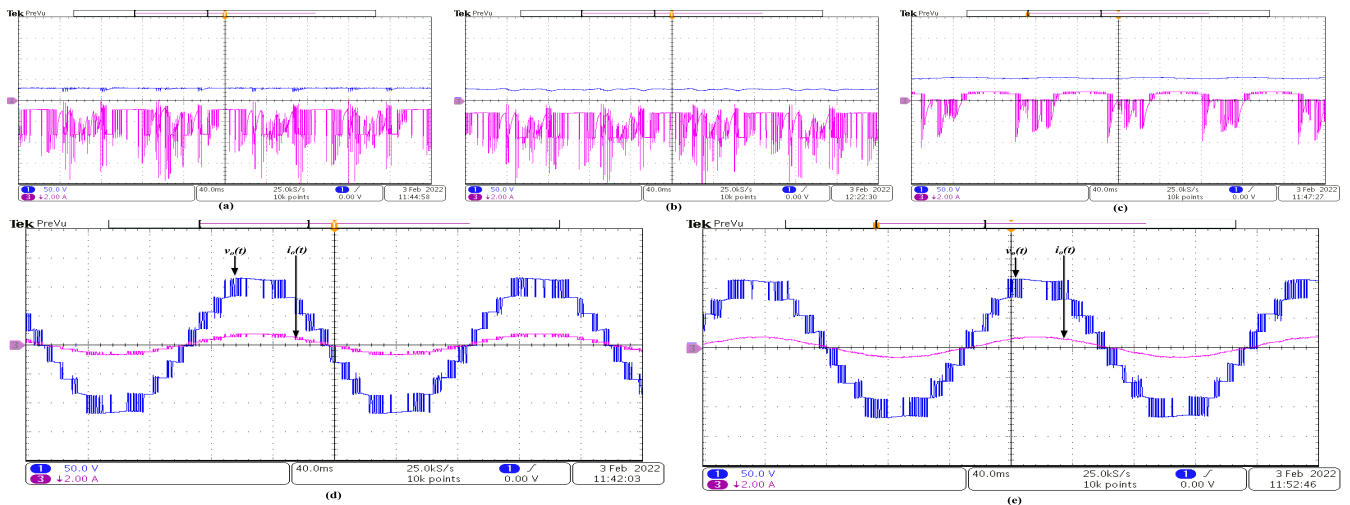 Tek PreVu
1 50.0 V 40.0ms 25.0kS/s 1 3 Feb 2022
3 ↓2.00 A 10k points 0.00 V 11:44:58
(a)
Tek PreVu
1 50.0 V 40.0ms 25.0kS/s 1 3 Feb 2022
3 ↓2.00 A 10k points 0.00 V 12:22:30
(b)
Tek PreVu
1 50.0 V 40.0ms 25.0kS/s 1 3 Feb 2022
3 ↓2.00 A 10k points 0.00 V 11:47:27
(c)
Tek PreVu
vo(t) io(t)
1 50.0 V 40.0ms 25.0kS/s 1 3 Feb 2022
3 ↓2.00 A 10k points 0.00 V 11:42:03
(d)
Tek PreVu
vo(t) io(t)
1 50.0 V 40.0ms 25.0kS/s 1 3 Feb 2022
3 ↓2.00 A 10k points 0.00 V 11:52:46
(e)